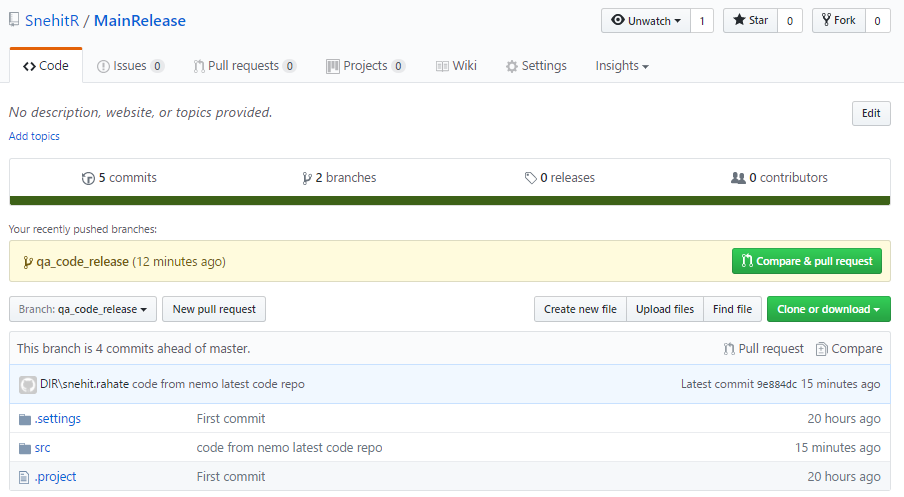 SnehitR / MainRelease Unwatch 1 Star 0 Fork 0
Code Issues 0 Pull requests 0 Projects 0 Wiki Settings Insights
No description, website, or topics provided. Edit
Add topics
5 commits 2 branches 0 releases 0 contributors
Your recently pushed branches:
qa_code_release (12 minutes ago) Compare & pull request
Branch: qa_code_release New pull request Create new file Upload files Find file Clone or download
This branch is 4 commits ahead of master. Pull request Compare
DIR\snehit.rahate code from nemo latest code repo Latest commit 9e884dc 15 minutes ago
.settings First commit 20 hours ago
src code from nemo latest code repo 15 minutes ago
.project First commit 20 hours ago